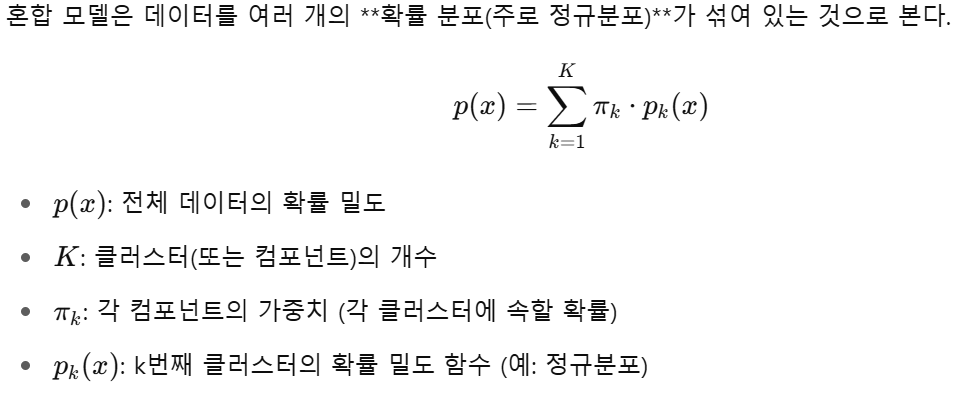 혼합 모델은 데이터를 여러 개의 **확률 분포(주로 정규분포)**가 섞여 있는 것으로 본다.
p(x) = \sum_{k=1}^{K} \pi_k \cdot p_k(x)
• p(x): 전체 데이터의 확률 밀도
• K: 클러스터(또는 컴포넌트)의 개수
• π_k: 각 컴포넌트의 가중치 (각 클러스터에 속할 확률)
• p_k(x): k번째 클러스터의 확률 밀도 함수 (예: 정규분포)